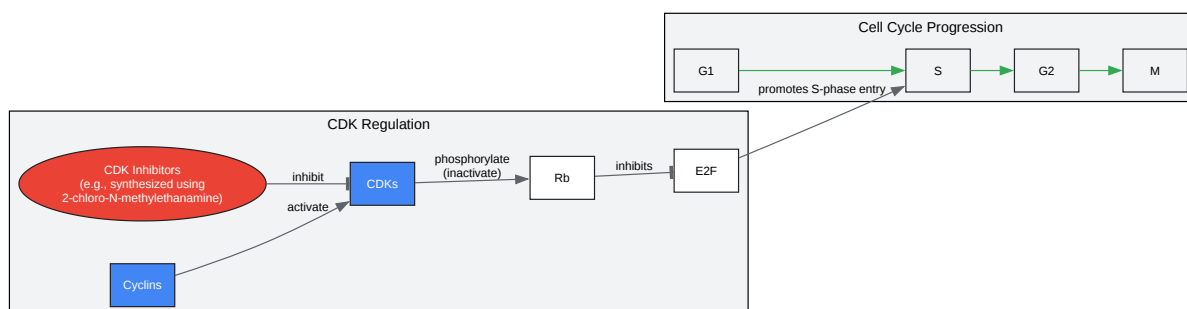 Cell Cycle Progression
G1
S
G2
M
promotes S-phase entry
CDK Regulation
CDK Inhibitors
(e.g., synthesized using
2-chloro-N-methylethanamine)
inhibit
CDKs
phosphorylate
(inactivate)
Rb
inhibits
E2F
activate
Cyclins